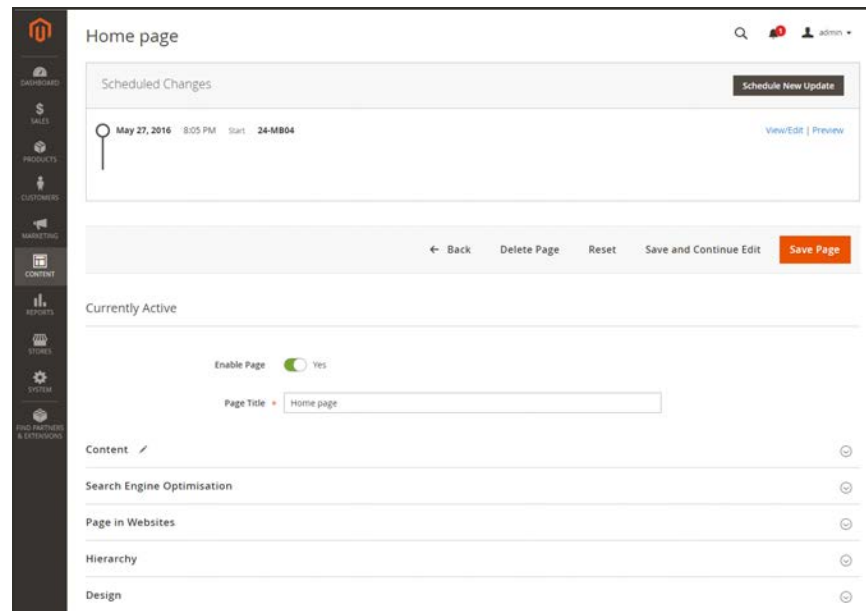 Home page
1
admin
DASHBOARD
SALES
PRODUCTS
CUSTOMERS
MARKETING
CONTENT
REPORTS
STORES
SYSTEM
FIND PARTNERS
& EXTENSIONS
Scheduled Changes
Schedule New Update
May 27, 2016 8:05 PM Start 24-MB04 View/Edit | Preview
← Back Delete Page Reset Save and Continue Edit Save Page
Currently Active
Enable Page Yes
Page Title * Home page
Content
Search Engine Optimisation
Page in Websites
Hierarchy
Design